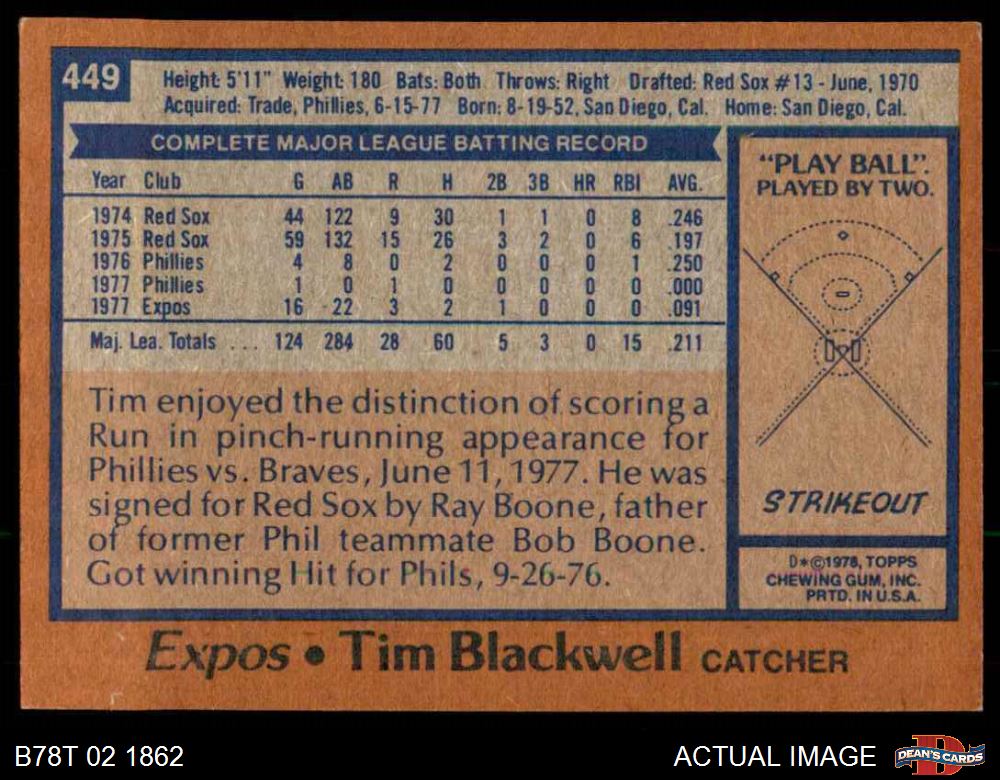 449
Height: 5'11" Weight: 180 Bats: Both Throws: Right Drafted: Red Sox #13 - June, 1970
Acquired: Trade, Phillies, 6-15-77 Born: 8-19-52, San Diego, Cal. Home: San Diego, Cal.
COMPLETE MAJOR LEAGUE BATTING RECORD
Year Club G AB R H 2B 3B HR RBI AVG.
1974 Red Sox 44 122 9 30 1 1 0 8 .246
1975 Red Sox 59 132 15 26 3 2 0 6 .197
1976 Phillies 4 8 0 2 0 0 0 1 .250
1977 Phillies 1 0 1 0 0 0 0 0 .000
1977 Expos 16 22 3 2 1 0 0 0 .091
Maj. Lea. Totals ... 124 284 28 60 5 3 0 15 .211
Tim enjoyed the distinction of scoring a
Run in pinch-running appearance for
Phillies vs. Braves, June 11, 1977. He was
signed for Red Sox by Ray Boone, father
of former Phil teammate Bob Boone.
Got winning Hit for Phils, 9-26-76.
"PLAY BALL".
PLAYED BY TWO.
STRIKEOUT
D*©1978, TOPPS
CHEWING GUM, INC.
PRTD. IN U.S.A.
Expos • Tim Blackwell CATCHER
B78T 02 1862
ACTUAL IMAGE
D
DEAN'S CARDS